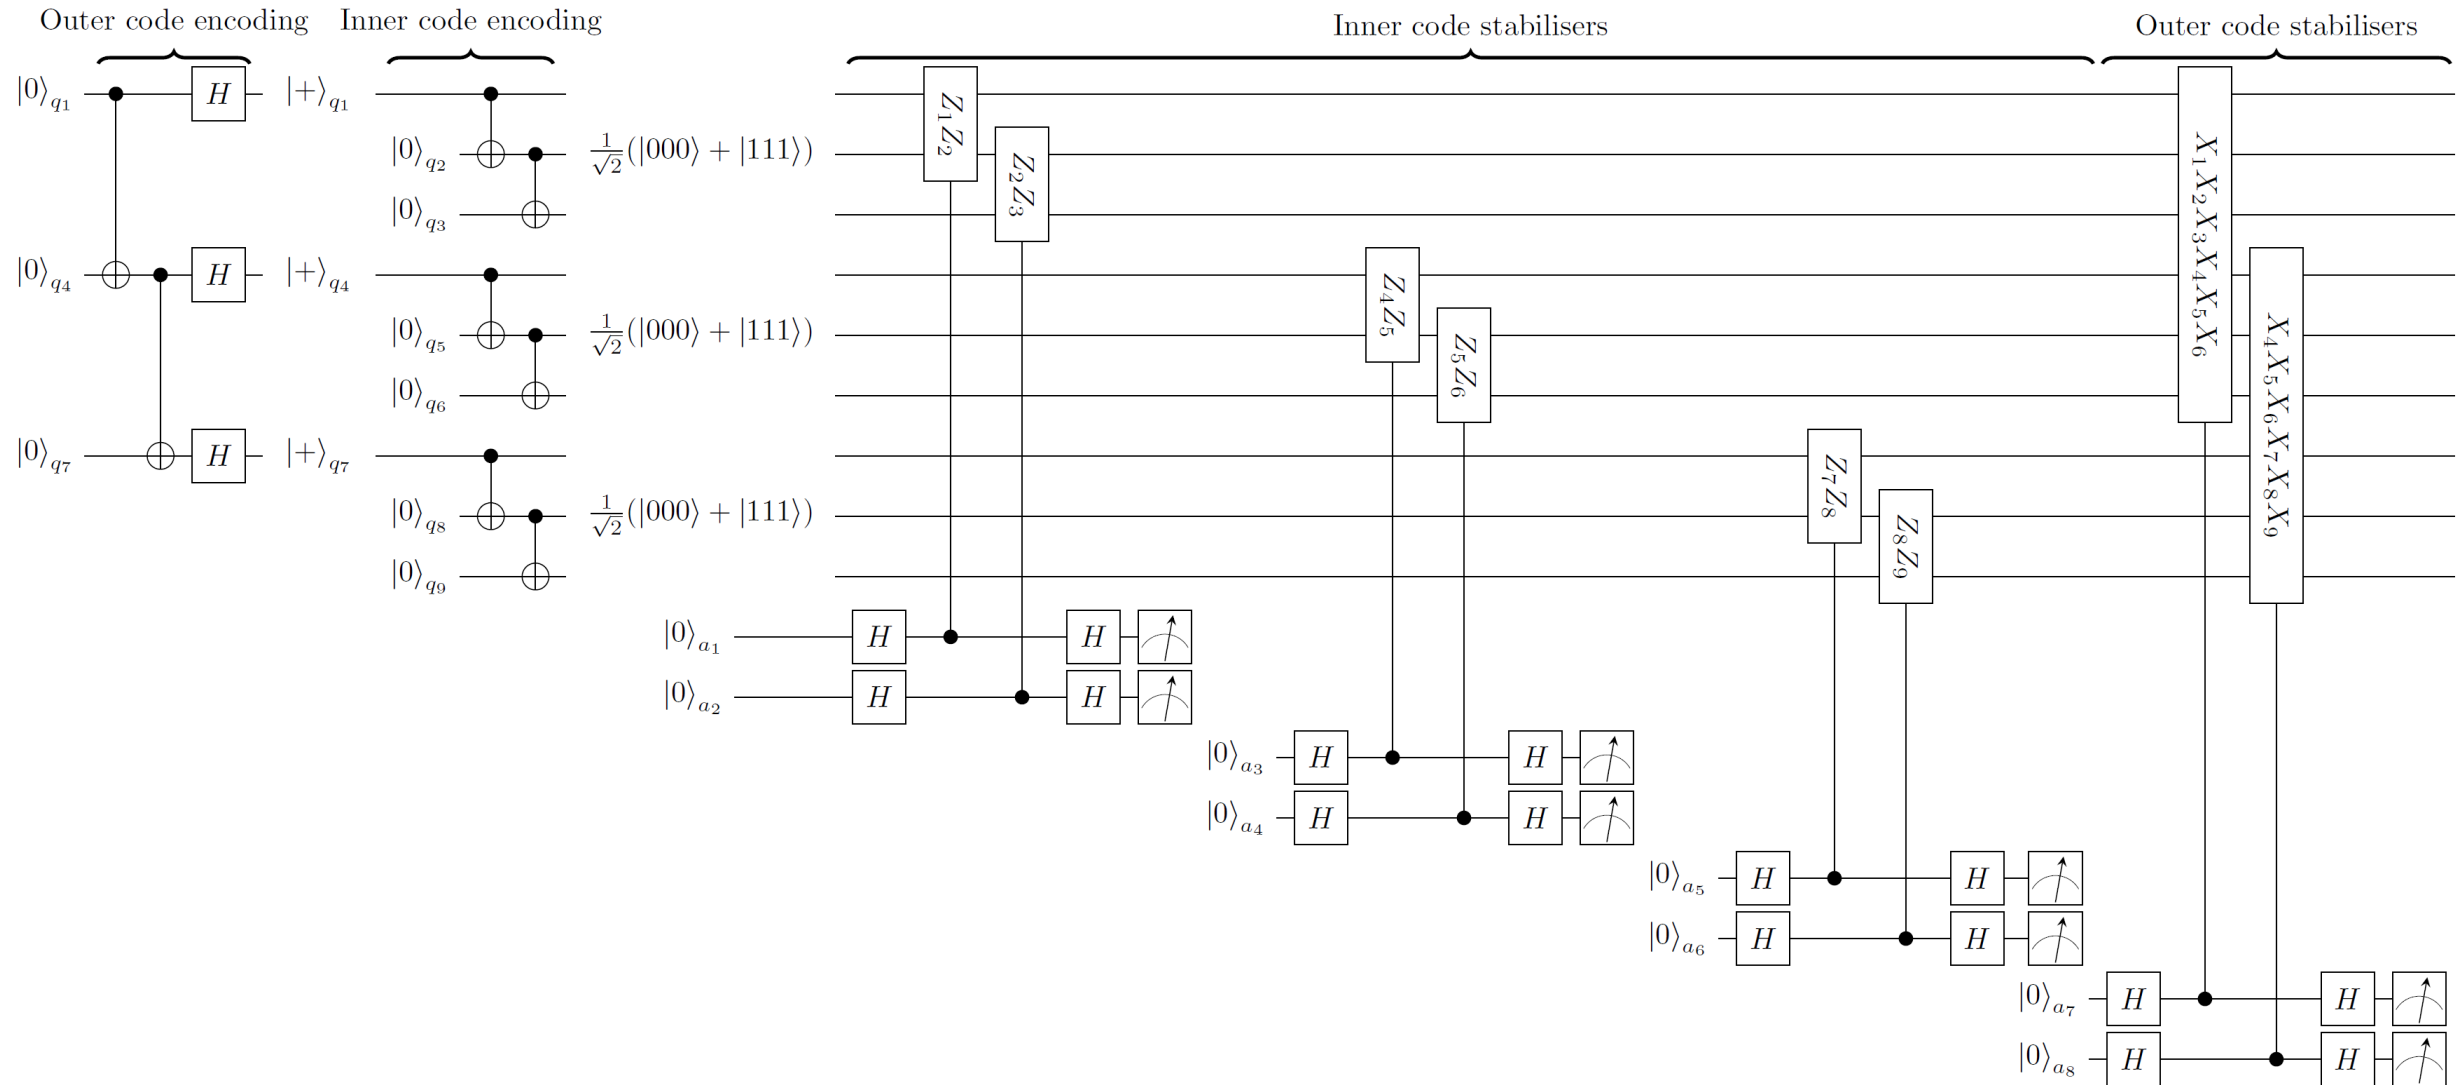 Outer code encoding Inner code encoding Inner code stabilisers Outer code stabilisers
|0⟩q₁ H |+⟩q₁
|0⟩q₂ 1/√2(|000⟩ + |111⟩)
|0⟩q₃
|0⟩q₄ H |+⟩q₄
|0⟩q₅ 1/√2(|000⟩ + |111⟩)
|0⟩q₆
|0⟩q₇ H |+⟩q₇
|0⟩q₈ 1/√2(|000⟩ + |111⟩)
|0⟩q₉
Z₁Z₂
Z₂Z₃
Z₄Z₅
Z₅Z₆
Z₇Z₈
Z₈Z₉
X₁X₂X₃X₄X₅X₆
X₄X₅X₆X₇X₈X₉
|0⟩a₁ H H
|0⟩a₂ H H
|0⟩a₃ H H
|0⟩a₄ H H
|0⟩a₅ H H
|0⟩a₆ H H
|0⟩a₇ H H
|0⟩a₈ H H